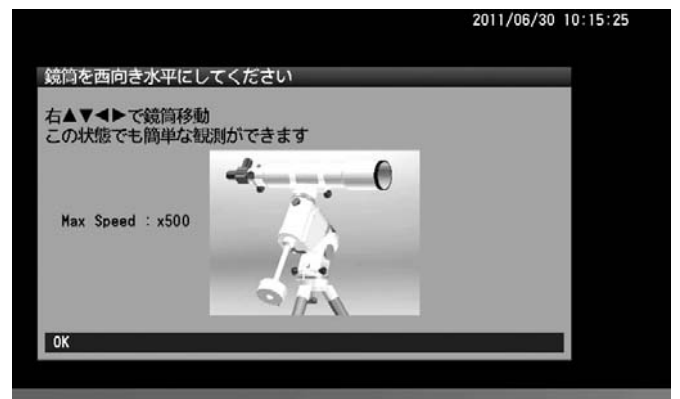 2011/06/30 10:15:25
鏡筒を西向き水平にしてください
右▲▼◀▶で鏡筒移動
この状態でも簡単な観測ができます
Max Speed : x500
OK